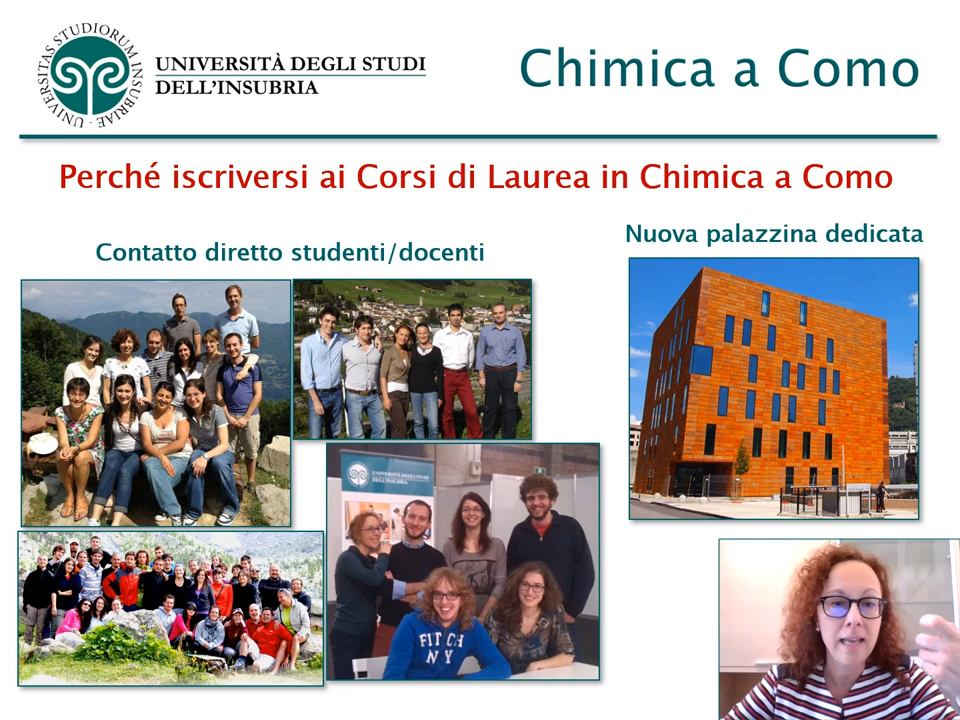 UNIVERSITAS STUDIORUM INSUBRIAE
UNIVERSITÀ DEGLI STUDI
DELL'INSUBRIA
Chimica a Como
Perché iscriversi ai Corsi di Laurea in Chimica a Como
Contatto diretto studenti/docenti
Nuova palazzina dedicata
UNIVERSITÀ DEGLI STUDI
DELL'INSUBRIA
FITCH
NY